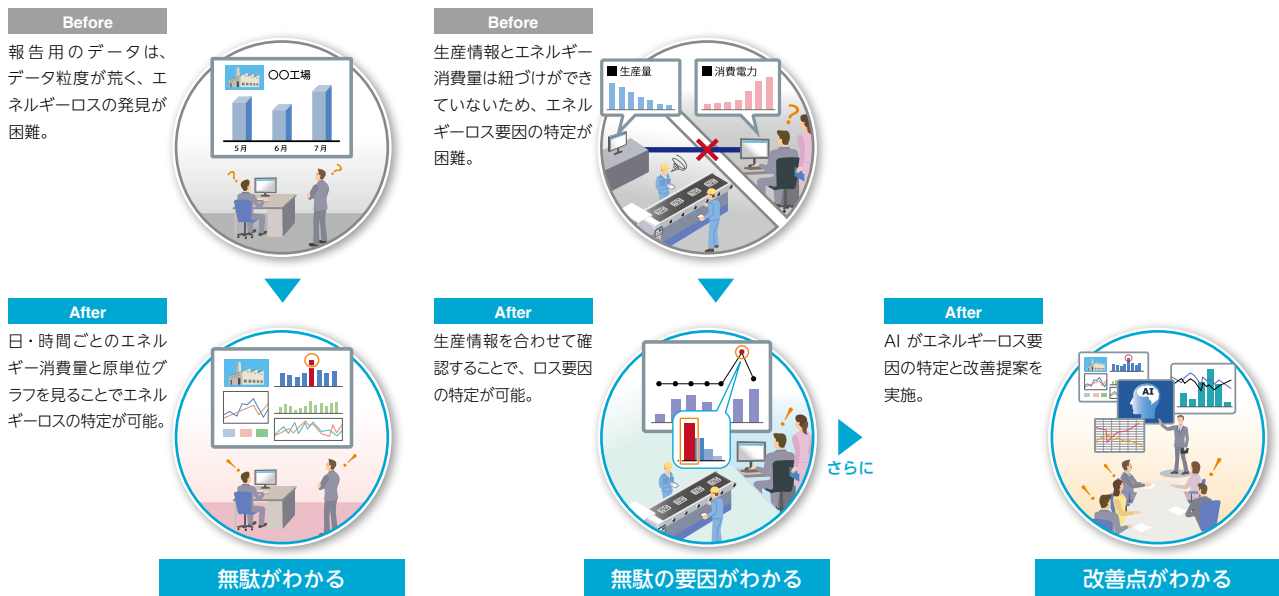 Before
報告用のデータは、
データ粒度が荒く、エ
ネルギーロスの発見が
困難。
〇〇工場
5月 6月 7月
After
日・時間ごとのエネル
ギー消費量と原単位グ
ラフを見ることでエネル
ギーロスの特定が可能。
無駄がわかる
Before
生産情報とエネルギー
消費量は紐づけができ
ていないため、エネル
ギーロス要因の特定が
困難。
■生産量
■消費電力
After
生産情報を合わせて確
認することで、ロス要因
の特定が可能。
無駄の要因がわかる
さらに
After
AI がエネルギーロス要
因の特定と改善提案を
実施。
AI
改善点がわかる